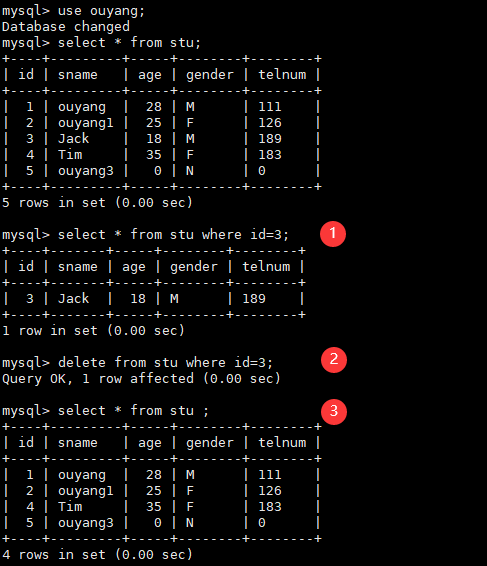 mysql> use ouyang;
Database changed
mysql> select * from stu;
+----+---------+-----+--------+--------+
| id | sname   | age | gender | telnum |
+----+---------+-----+--------+--------+
|  1 | ouyang  |  28 | M      | 111    |
|  2 | ouyang1 |  25 | F      | 126    |
|  3 | Jack    |  18 | M      | 189    |
|  4 | Tim     |  35 | F      | 183    |
|  5 | ouyang3 |   0 | N      | 0      |
+----+---------+-----+--------+--------+
5 rows in set (0.00 sec)
mysql> select * from stu where id=3; 1
+----+-------+-----+--------+--------+
| id | sname | age | gender | telnum |
+----+-------+-----+--------+--------+
|  3 | Jack  |  18 | M      | 189    |
+----+-------+-----+--------+--------+
1 row in set (0.00 sec)
mysql> delete from stu where id=3; 2
Query OK, 1 row affected (0.00 sec)
mysql> select * from stu ; 3
+----+---------+-----+--------+--------+
| id | sname   | age | gender | telnum |
+----+---------+-----+--------+--------+
|  1 | ouyang  |  28 | M      | 111    |
|  2 | ouyang1 |  25 | F      | 126    |
|  4 | Tim     |  35 | F      | 183    |
|  5 | ouyang3 |   0 | N      | 0      |
+----+---------+-----+--------+--------+
4 rows in set (0.00 sec)